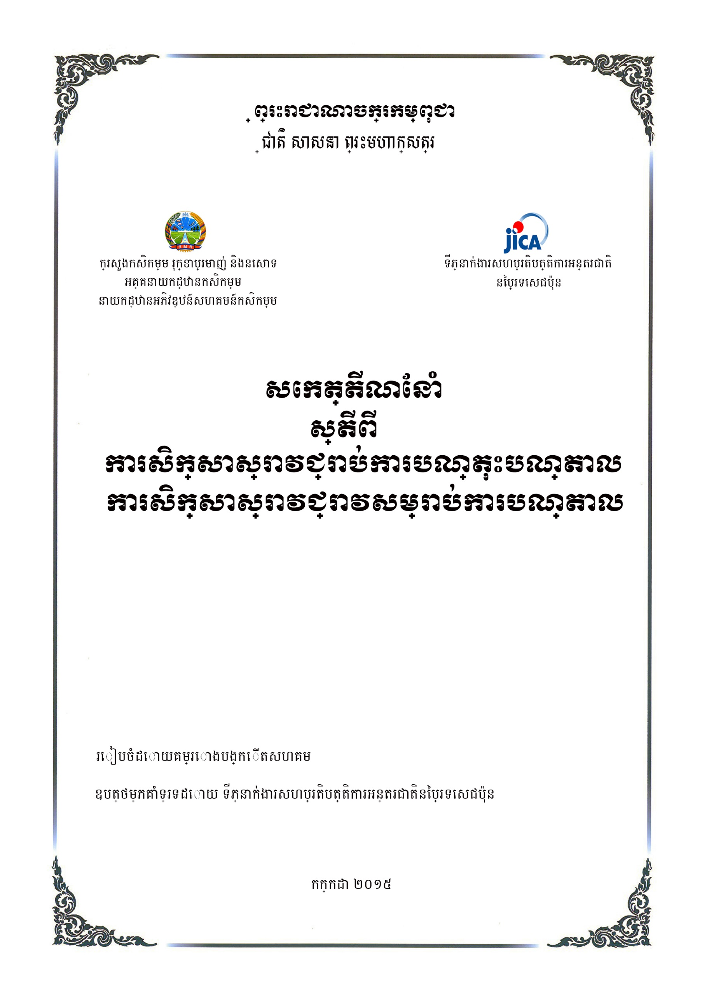 ព្រះរាជាណាចក្រកម្ពុជា
ជាតិ សាសនា ព្រះមហាក្សត្រ
កសក
jica
ក្រសួងកសិកម្ម រុក្ខាប្រមាញ់ និងនសោទ
ទីភ្នាក់ងារសហប្រតិបត្តិការអន្តរជាតិ
អគ្គនាយកដ្ឋានកសិកម្ម
នប្រៃទសេជប៉ុន
នាយកដ្ឋានអភិវឌ្ឋន៍សហគមន៍កសិកម្ម
សកេត្តីណនែាំ
ស្តីពី
ការសិក្សាស្រាវជ្រាប់ការបណ្តុះបណ្តាល
ការសិក្សាស្រាវជ្រាវសម្រាប់ការបណ្តាល
រៀបចំដោយគម្រោងបង្កើតសហគម
ឧបត្ថម្ភគាំទ្រទដោយ ទីភ្នាក់ងារសហប្រតិបត្តិការអន្តរជាតិនប្រៃទសេជប៉ុន
កក្កដា ២០១៥